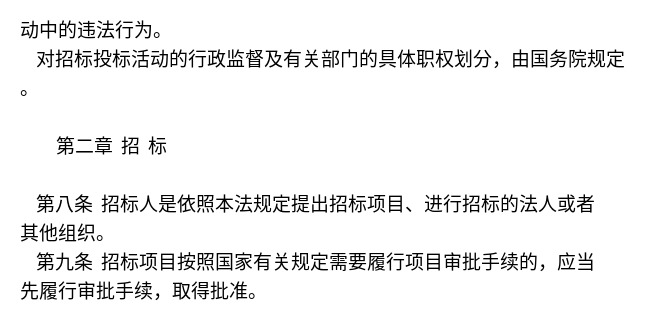 动中的违法行为。
对招标投标活动的行政监督及有关部门的具体职权划分，由国务院规定
。
第二章 招 标
第八条 招标人是依照本法规定提出招标项目、进行招标的法人或者
其他组织。
第九条 招标项目按照国家有关规定需要履行项目审批手续的，应当
先履行审批手续，取得批准。